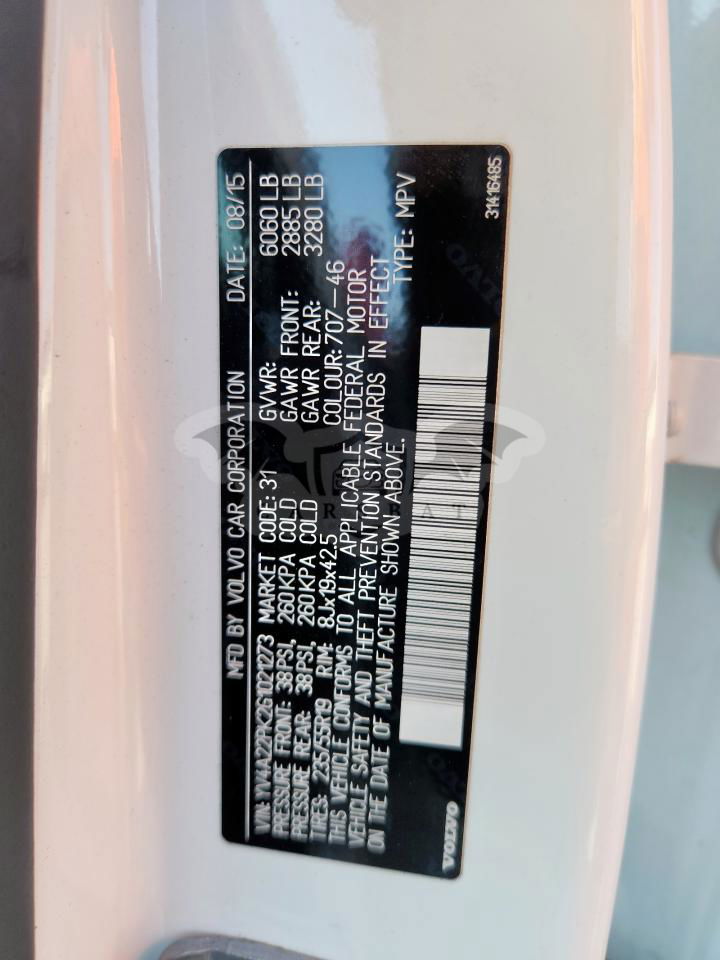 MFD BY VOLVO CAR CORPORATION DATE: 08/15
VIN: YV4A22PK2G1021273 MARKET CODE: 31 GVWR: 6060 LB
PRESSURE FRONT: 38PSI, 260KPA COLD GAWR FRONT: 2885 LB
PRESSURE REAR: 38PSI, 260KPA COLD GAWR REAR: 3280 LB
TIRES: 235/55R19 RIM: 8Jx19x42.5 COLOUR: 707-46
THIS VEHICLE CONFORMS TO ALL APPLICABLE FEDERAL MOTOR
VEHICLE SAFETY AND THEFT PREVENTION STANDARDS IN EFFECT
ON THE DATE OF MANUFACTURE SHOWN ABOVE. TYPE: MPV
VOLVO 31416485